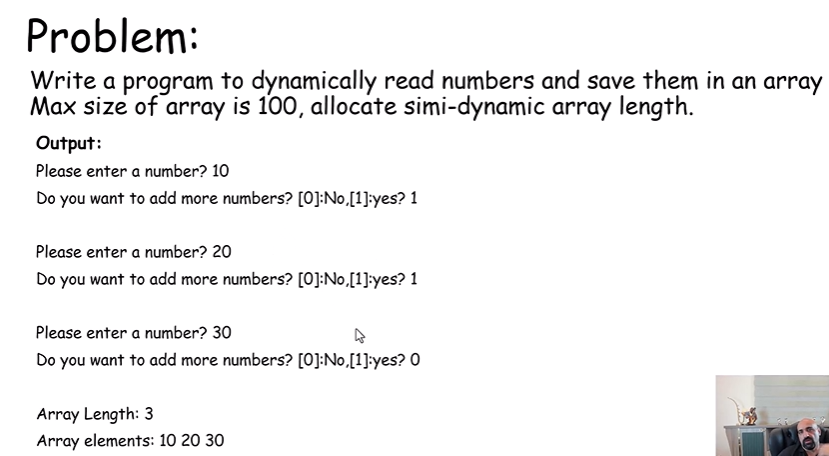 Problem:
Write a program to dynamically read numbers and save them in an array
Max size of array is 100, allocate simi-dynamic array length.
Output:
Please enter a number? 10
Do you want to add more numbers? [0]:No,[1]:yes? 1
Please enter a number? 20
Do you want to add more numbers? [0]:No,[1]:yes? 1
Please enter a number? 30
Do you want to add more numbers? [0]:No,[1]:yes? 0
Array Length: 3
Array elements: 10 20 30